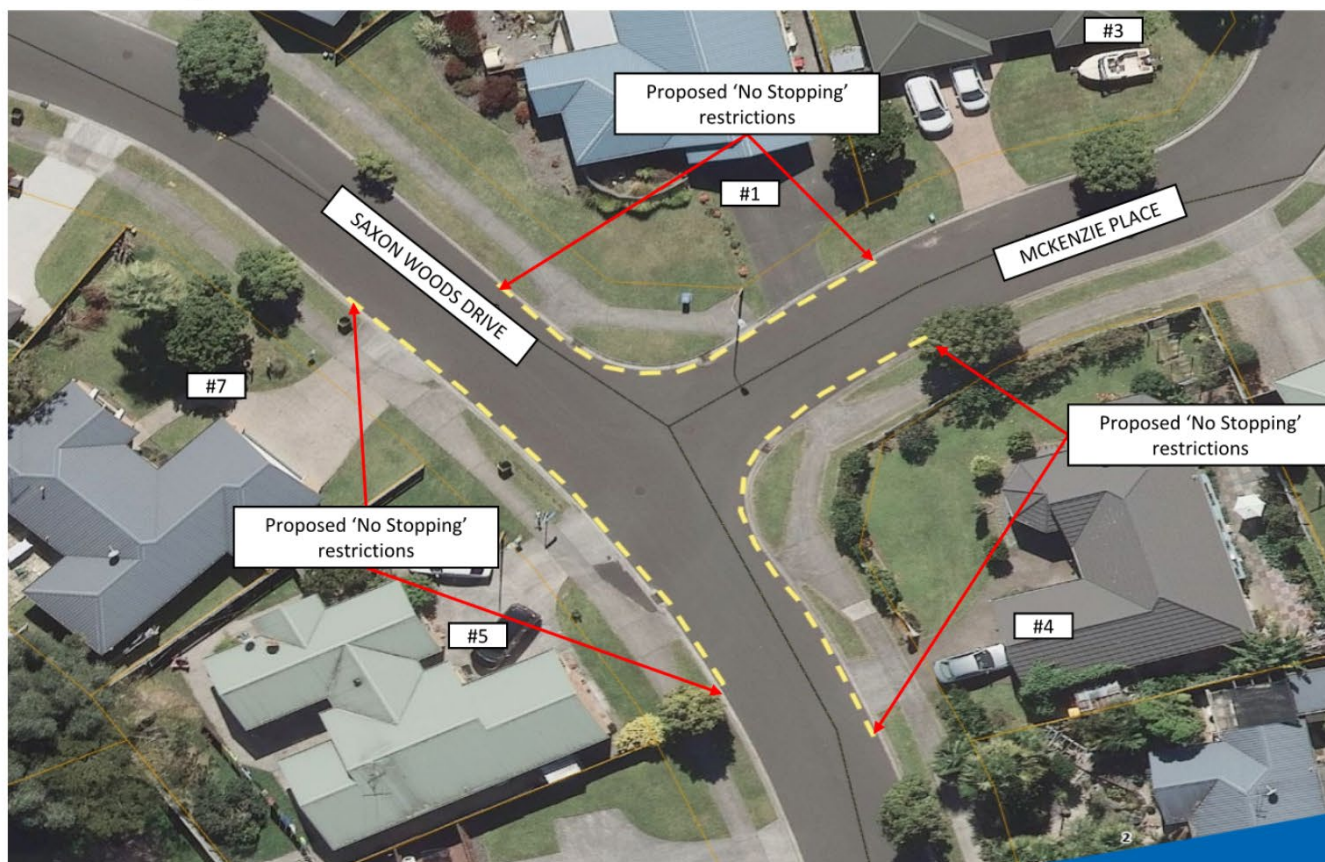 #3
Proposed ‘No Stopping’
restrictions
#1
SAXON WOODS DRIVE
MCKENZIE PLACE
#7
Proposed ‘No Stopping’
restrictions
Proposed ‘No Stopping’
restrictions
#5
#4
2